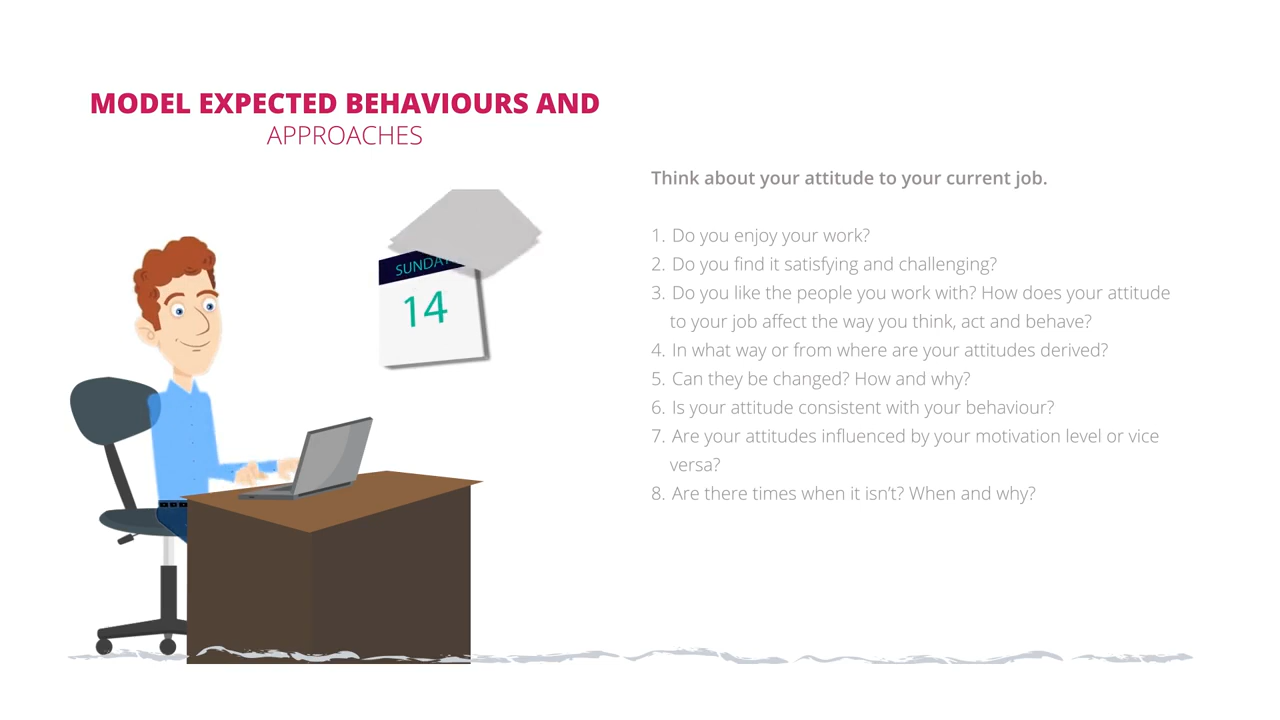 MODEL EXPECTED BEHAVIOURS AND
APPROACHES
Think about your attitude to your current job.
1. Do you enjoy your work?
2. Do you find it satisfying and challenging?
3. Do you like the people you work with? How does your attitude
to your job affect the way you think, act and behave?
4. In what way or from where are your attitudes derived?
5. Can they be changed? How and why?
6. Is your attitude consistent with your behaviour?
7. Are your attitudes influenced by your motivation level or vice
versa?
8. Are there times when it isn’t? When and why?
SUNDAY
14